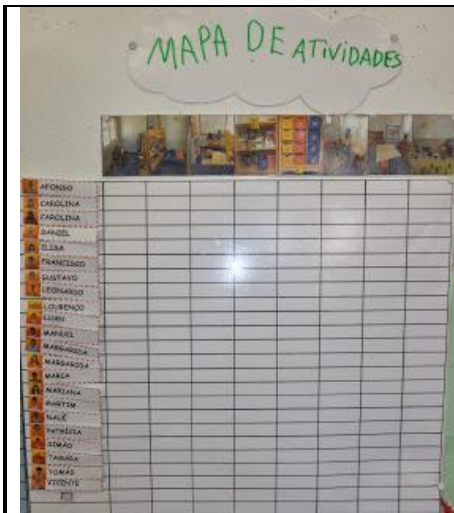 MAPA DE ATIVIDADES
AFONSO
CAROLINA
CAROLINA
DANIEL
ELISA
FRANCISCO
GUSTAVO
LEONARDO
LOURENÇO
LUAN
MANUEL
MARGARIDA
MARGARIDA
MARIA
MARIANA
MARTIM
PATRÍCIA
SIMÃO
TAMARA
TOMÁS
VICENTE